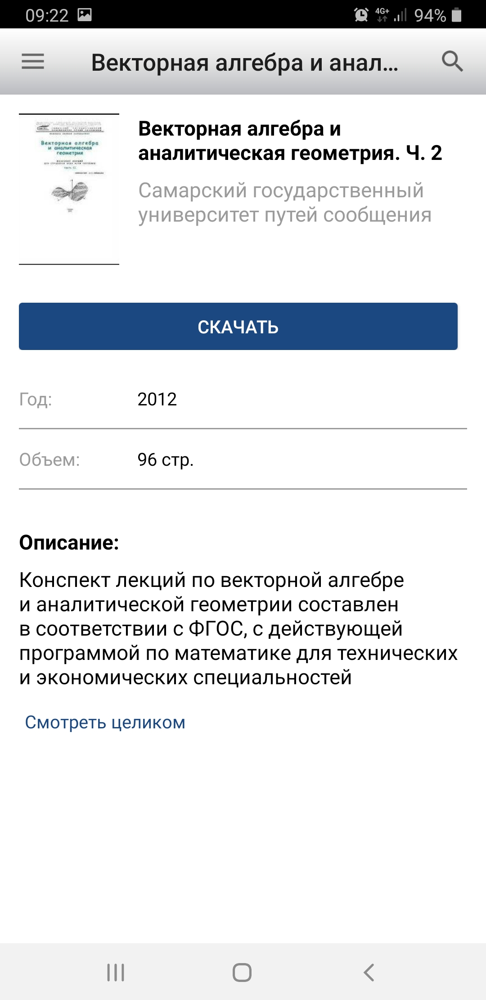 09:22
4G+ 94%
Векторная алгебра и анал...
Векторная алгебра
и аналитическая
геометрия
Векторная алгебра и
аналитическая геометрия. Ч. 2
Самарский государственный
университет путей сообщения
СКАЧАТЬ
Год: 2012
Объем: 96 стр.
Описание:
Конспект лекций по векторной алгебре
и аналитической геометрии составлен
в соответствии с ФГОС, с действующей
программой по математике для технических
и экономических специальностей
Смотреть целиком